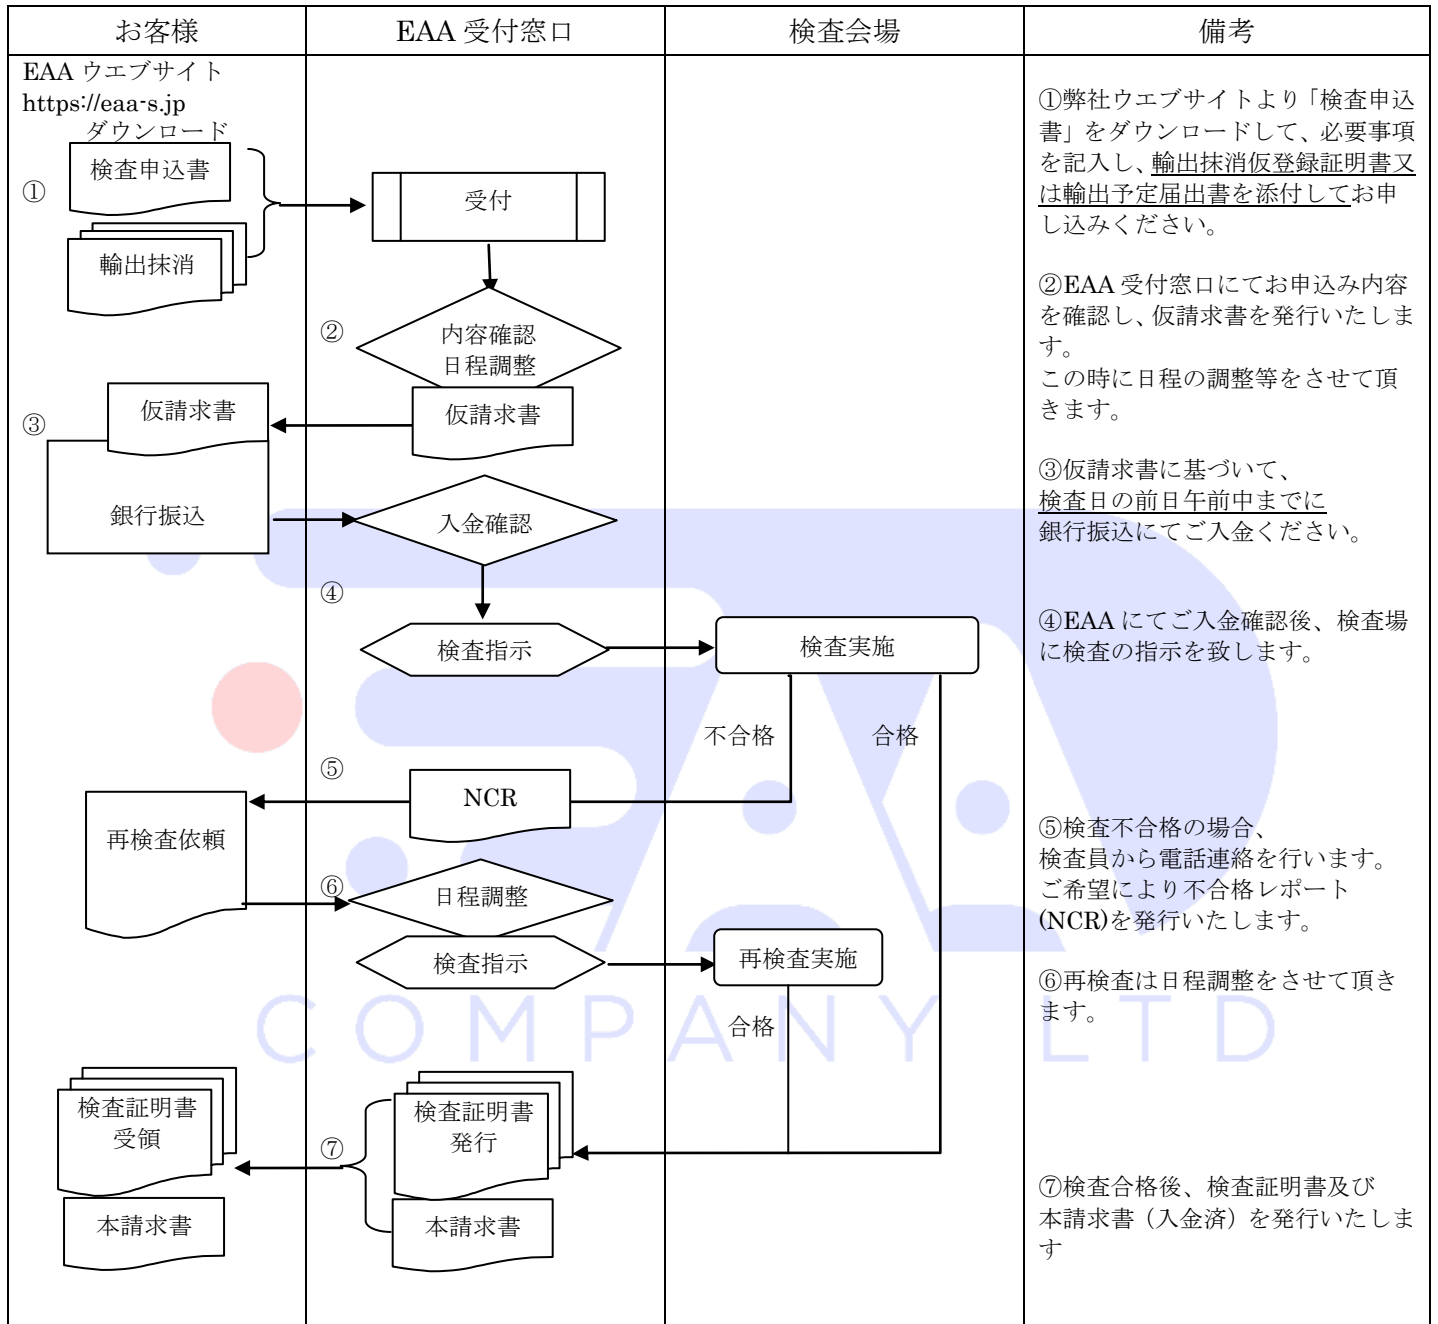 お客様
EAA 受付窓口
検査会場
備考
EAA ウエブサイト
https://eaa-s.jp
ダウンロード
①
検査申込書
輸出抹消
受付
②
内容確認
日程調整
仮請求書
③
仮請求書
銀行振込
入金確認
④
検査指示
検査実施
不合格
合格
⑤
NCR
再検査依頼
⑥
日程調整
検査指示
再検査実施
合格
検査証明書
受領
本請求書
⑦
検査証明書
発行
本請求書
①弊社ウエブサイトより「検査申込
書」をダウンロードして、必要事項
を記入し、輸出抹消仮登録証明書又
は輸出予定届出書を添付してお申
し込みください。
②EAA 受付窓口にてお申込み内容
を確認し、仮請求書を発行いたしま
す。
この時に日程の調整等をさせて頂
きます。
③仮請求書に基づいて、
検査日の前日午前中までに
銀行振込にてご入金ください。
④EAA にてご入金確認後、検査場
に検査の指示を致します。
⑤検査不合格の場合、
検査員から電話連絡を行います。
ご希望により不合格レポート
(NCR)を発行いたします。
⑥再検査は日程調整をさせて頂き
ます。
⑦検査合格後、検査証明書及び
本請求書（入金済）を発行いたしま
す
COMPANY LTD